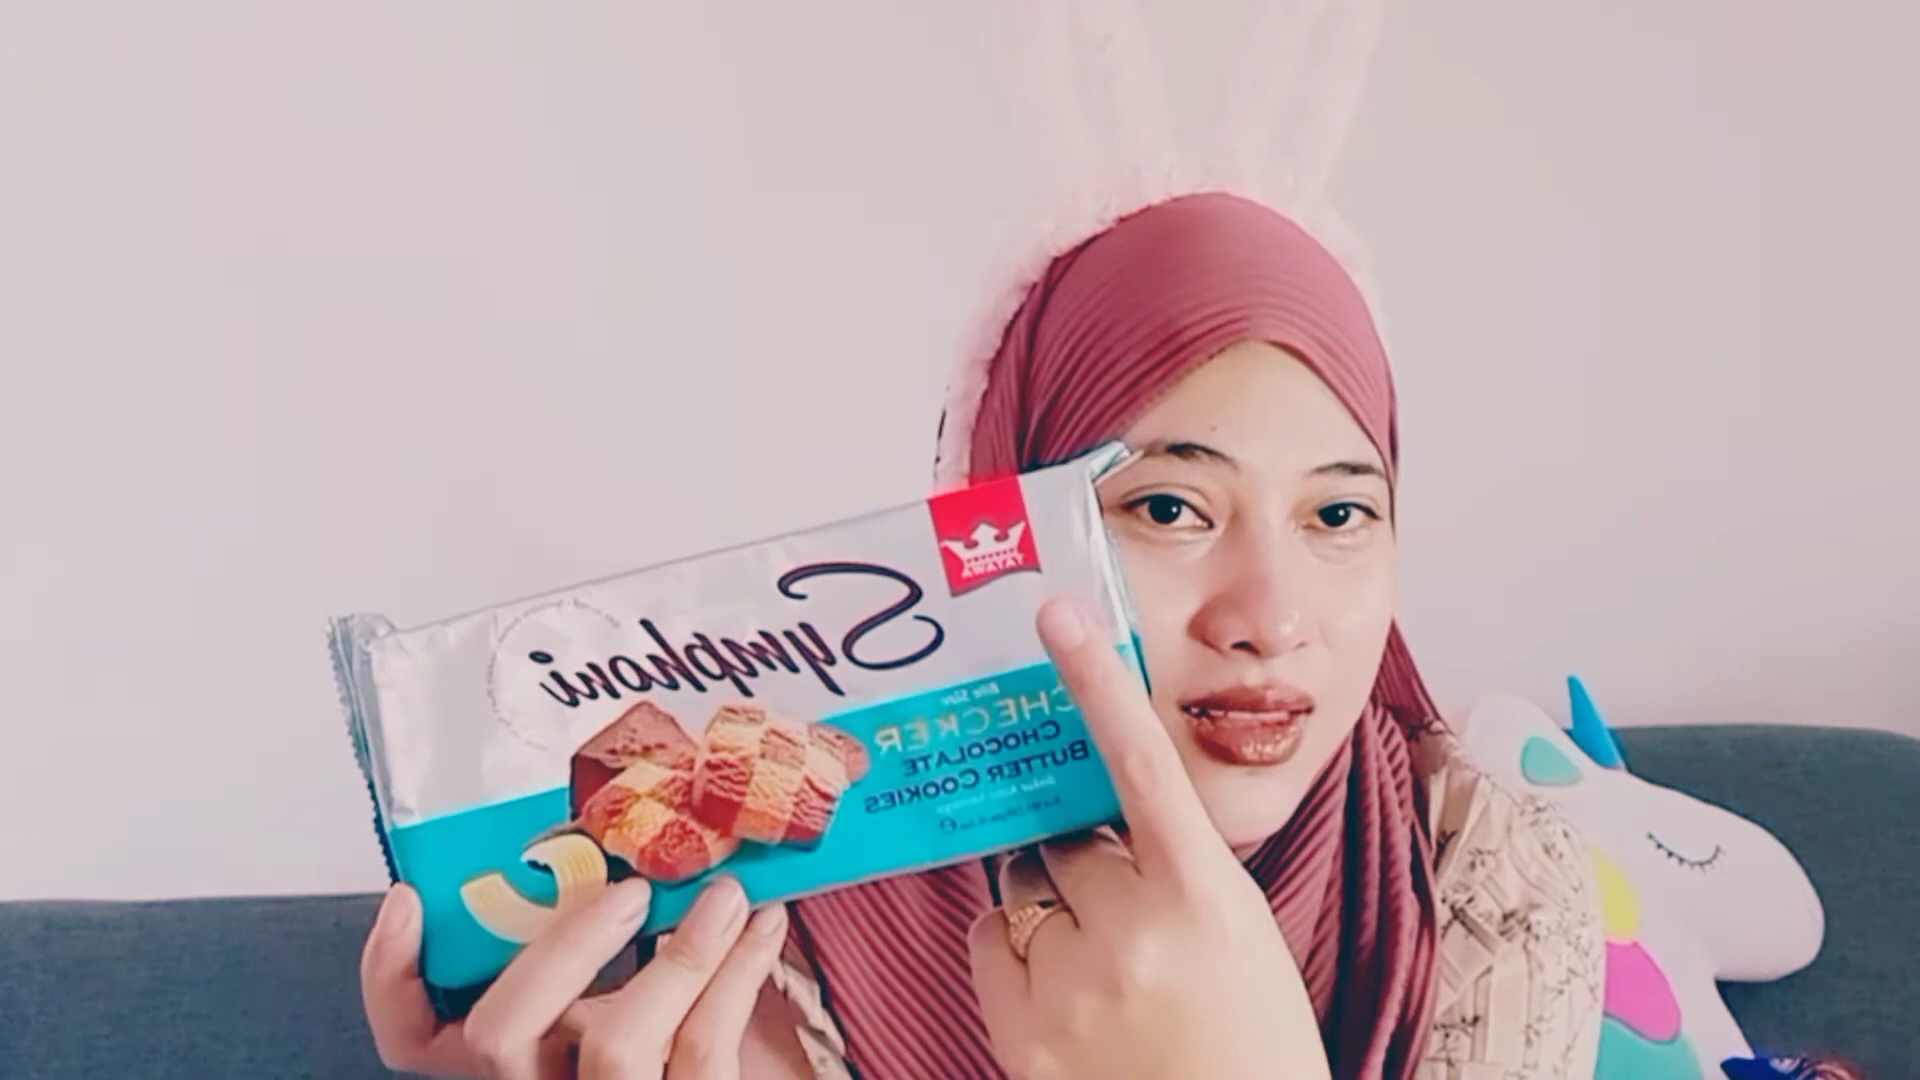 TATAWA
Symphoni
Bite Size
CHECKER
CHOCOLATE
BUTTER COOKIES